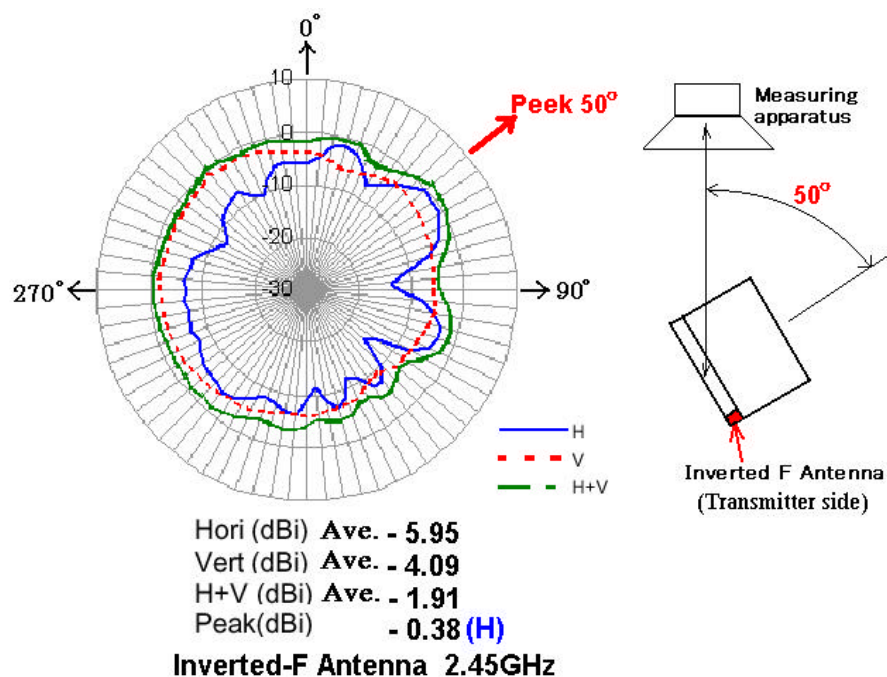 0°
10
0
-10
-20
-30
270°
90°
Peek 50°
Measuring
apparatus
50°
H
V
H+V
Inverted F Antenna
(Transmitter side)
Hori (dBi) Ave. - 5.95
Vert (dBi) Ave. - 4.09
H+V (dBi) Ave. - 1.91
Peak(dBi) - 0.38 (H)
Inverted-F Antenna 2.45GHz